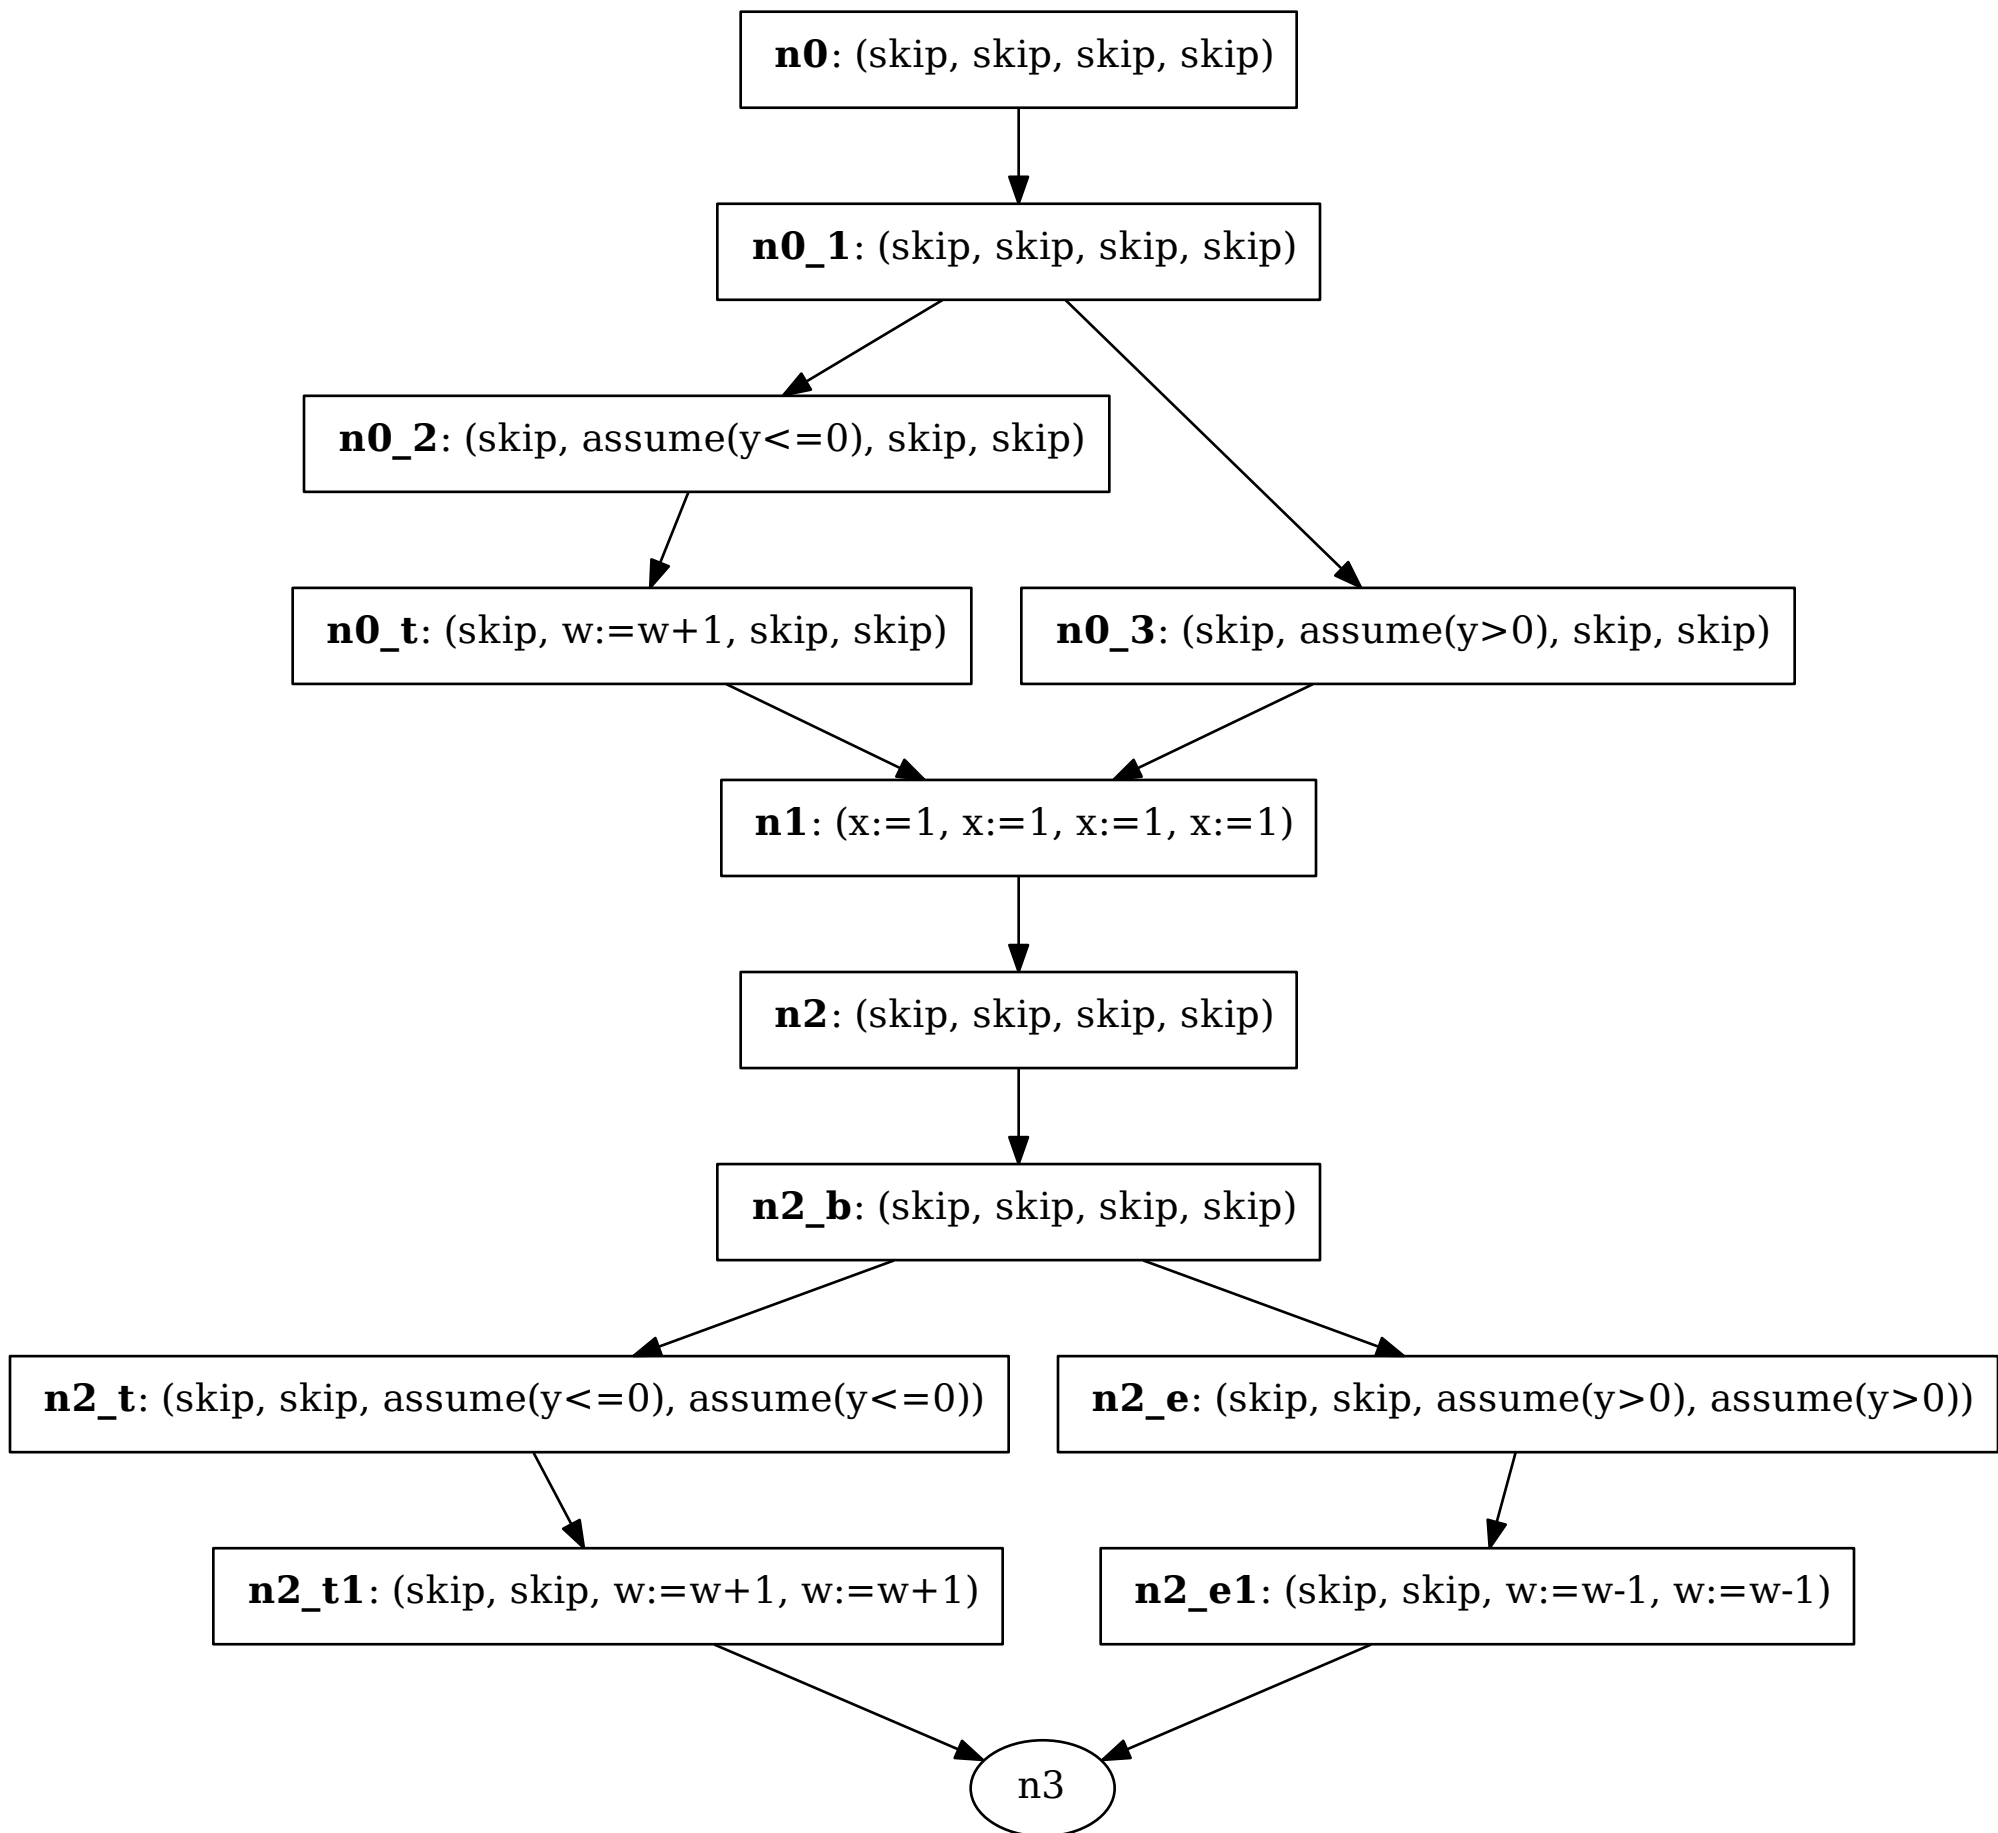 n0: (skip, skip, skip, skip)
n0_1: (skip, skip, skip, skip)
n0_2: (skip, assume(y<=0), skip, skip)
n0_t: (skip, w:=w+1, skip, skip)
n0_3: (skip, assume(y>0), skip, skip)
n1: (x:=1, x:=1, x:=1, x:=1)
n2: (skip, skip, skip, skip)
n2_b: (skip, skip, skip, skip)
n2_t: (skip, skip, assume(y<=0), assume(y<=0))
n2_e: (skip, skip, assume(y>0), assume(y>0))
n2_t1: (skip, skip, w:=w+1, w:=w+1)
n2_e1: (skip, skip, w:=w-1, w:=w-1)
n3